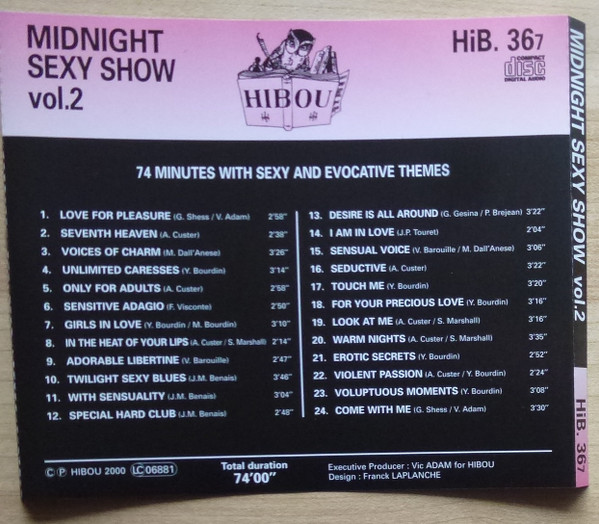 MIDNIGHT
SEXY SHOW
vol.2
HIBOU
HiB. 367
COMPACT
disc
DIGITAL AUDIO
74 MINUTES WITH SEXY AND EVOCATIVE THEMES
1. LOVE FOR PLEASURE (G. Shess / V. Adam) 2'58"
2. SEVENTH HEAVEN (A. Custer) 2'38"
3. VOICES OF CHARM (M. Dall'Anese) 3'26"
4. UNLIMITED CARESSES (Y. Bourdin) 3'14"
5. ONLY FOR ADULTS (A. Custer) 2'58"
6. SENSITIVE ADAGIO (F. Visconte) 2'50"
7. GIRLS IN LOVE (Y. Bourdin / M. Bourdin) 3'10"
8. IN THE HEAT OF YOUR LIPS (A. Custer / S. Marshall) 2'14"
9. ADORABLE LIBERTINE (V. Barouille) 2'47"
10. TWILIGHT SEXY BLUES (J.M. Benais) 3'46"
11. WITH SENSUALITY (J.M. Benais) 3'04"
12. SPECIAL HARD CLUB (J.M. Benais) 2'48"
13. DESIRE IS ALL AROUND (G. Gesina / P. Brejean) 3'22"
14. I AM IN LOVE (J.P. Touret) 2'04"
15. SENSUAL VOICE (V. Barouille / M. Dall'Anese) 3'06"
16. SEDUCTIVE (A. Custer) 3'22"
17. TOUCH ME (Y. Bourdin) 3'20"
18. FOR YOUR PRECIOUS LOVE (Y. Bourdin) 3'16"
19. LOOK AT ME (A. Custer / S. Marshall) 3'16"
20. WARM NIGHTS (A. Custer / S. Marshall) 3'35"
21. EROTIC SECRETS (Y. Bourdin) 2'52"
22. VIOLENT PASSION (A. Custer / Y. Bourdin) 2'24"
23. VOLUPTUOUS MOMENTS (Y. Bourdin) 3'08"
24. COME WITH ME (G. Shess / V. Adam) 3'30"
© ℗ HIBOU 2000 LC 06881
Total duration
74'00"
Executive Producer : Vic ADAM for HIBOU
Design : Franck LAPLANCHE
MIDNIGHT SEXY SHOW vol.2
HiB. 367